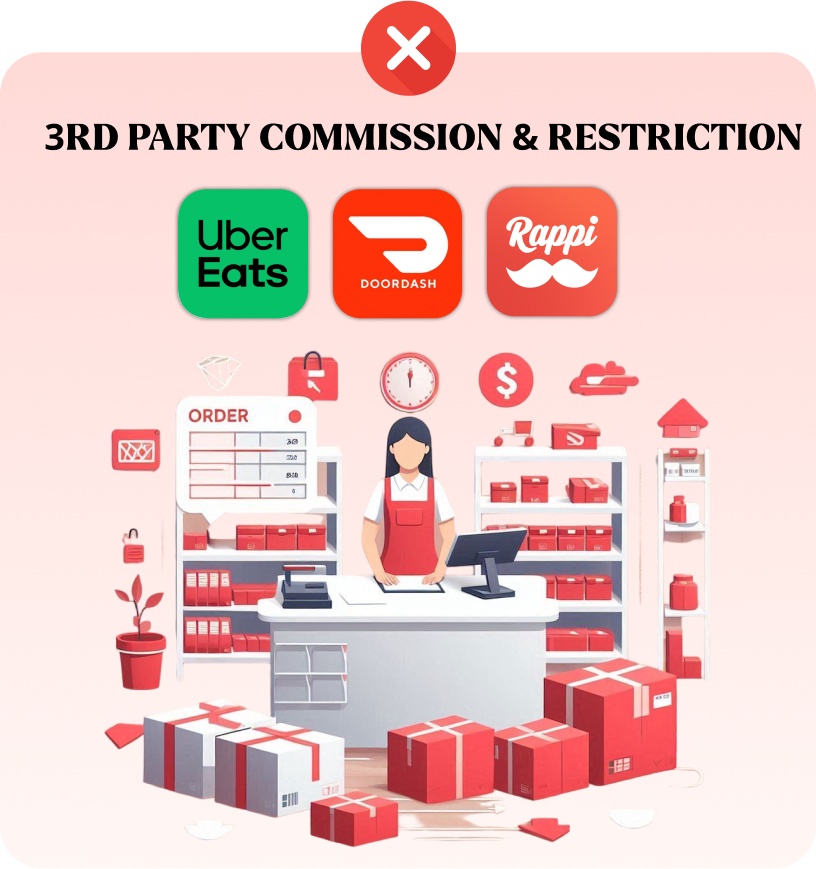 3RD PARTY COMMISSION & RESTRICTION
Uber
Eats
DOORDASH
Rappi
ORDER